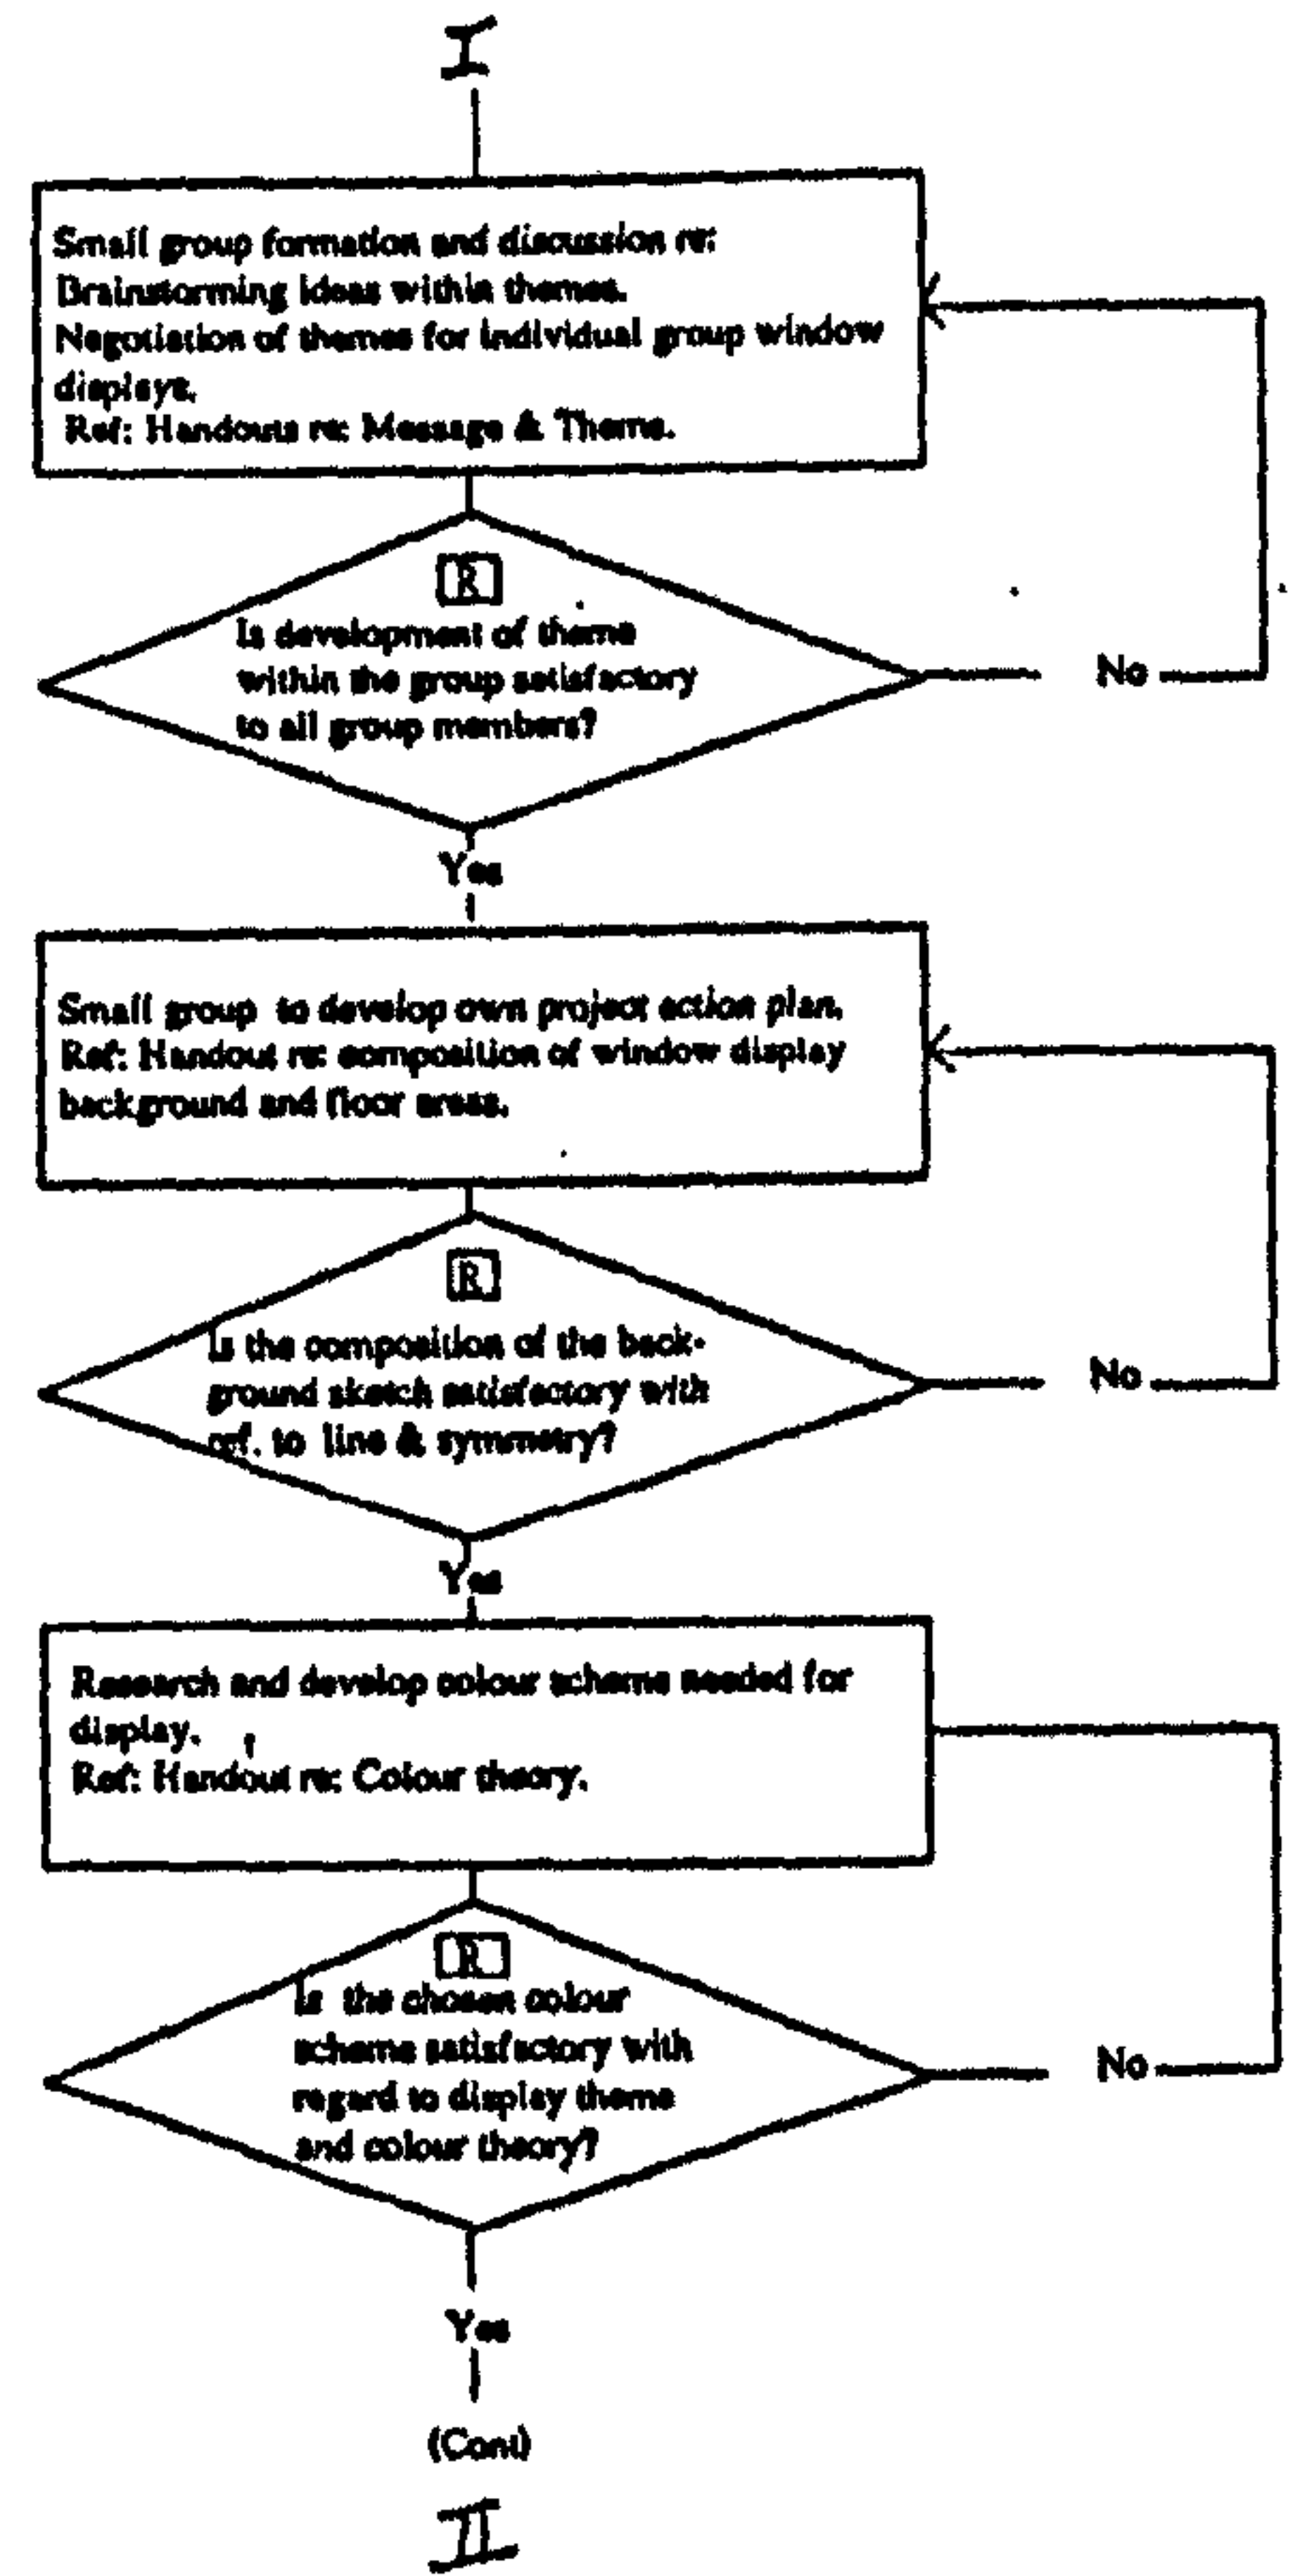 I
Small group formation and discussion re:
Brainstorming ideas within themes.
Negotiation of themes for individual group window
displays.
Ref: Handouts re: Message & Theme.
R
Is development of theme
within the group satisfactory
to all group members?
No
Yes
Small group to develop own project action plan.
Ref: Handout re: composition of window display
background and floor areas.
R
Is the composition of the back-
ground sketch satisfactory with
ref. to line & symmetry?
No
Yes
Research and develop colour scheme needed for
display.
Ref: Handout re: Colour theory.
R
Is the chosen colour
scheme satisfactory with
regard to display theme
and colour theory?
No
Yes
(Cont)
II